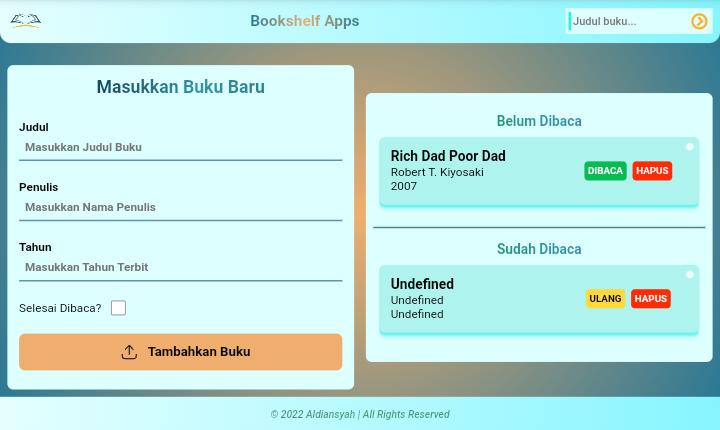 Bookshelf Apps
Judul buku...
Masukkan Buku Baru
Judul
Masukkan Judul Buku
Penulis
Masukkan Nama Penulis
Tahun
Masukkan Tahun Terbit
Selesai Dibaca?
Tambahkan Buku
Belum Dibaca
Rich Dad Poor Dad
Robert T. Kiyosaki
2007
DIBACA HAPUS
Sudah Dibaca
Undefined
Undefined
Undefined
ULANG HAPUS
© 2022 Aldiansyah | All Rights Reserved